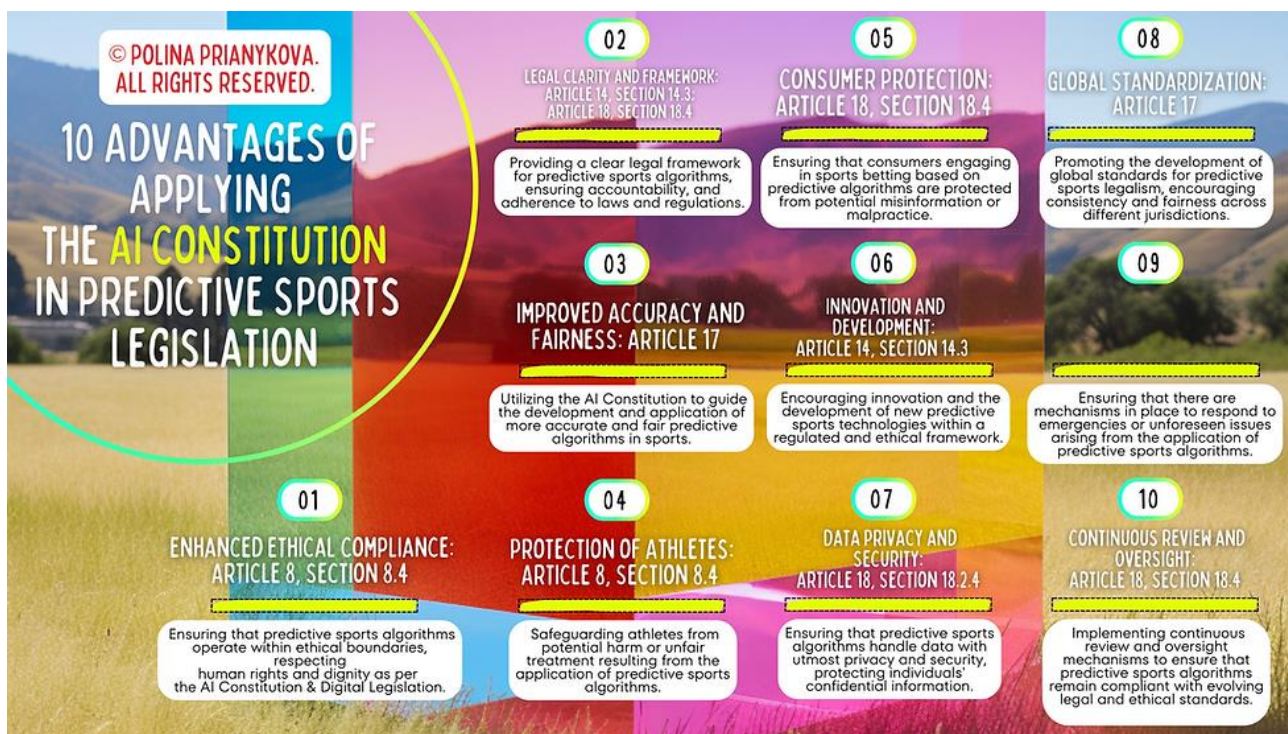 © POLINA PRIANYKOVA.
ALL RIGHTS RESERVED.
10 ADVANTAGES OF
APPLYING
THE AI CONSTITUTION
IN PREDICTIVE SPORTS
LEGISLATION
01
ENHANCED ETHICAL COMPLIANCE:
ARTICLE 8, SECTION 8.4
Ensuring that predictive sports algorithms
operate within ethical boundaries,
respecting
human rights and dignity as per
the AI Constitution & Digital Legislation.
02
LEGAL CLARITY AND FRAMEWORK:
ARTICLE 14, SECTION 14.3;
ARTICLE 18, SECTION 18.4
Providing a clear legal framework
for predictive sports algorithms,
ensuring accountability, and
adherence to laws and regulations.
03
IMPROVED ACCURACY AND
FAIRNESS: ARTICLE 17
Utilizing the AI Constitution to guide
the development and application of
more accurate and fair predictive
algorithms in sports.
04
PROTECTION OF ATHLETES:
ARTICLE 8, SECTION 8.4
Safeguarding athletes from
potential harm or unfair
treatment resulting from the
application of predictive sports
algorithms.
05
CONSUMER PROTECTION:
ARTICLE 18, SECTION 18.4
Ensuring that consumers engaging
in sports betting based on
predictive algorithms are protected
from potential misinformation or
malpractice.
06
INNOVATION AND
DEVELOPMENT:
ARTICLE 14, SECTION 14.3
Encouraging innovation and the
development of new predictive
sports technologies within a
regulated and ethical framework.
07
DATA PRIVACY AND
SECURITY:
ARTICLE 18, SECTION 18.2.4
Ensuring that predictive sports
algorithms handle data with
utmost privacy and security,
protecting individuals'
confidential information.
08
GLOBAL STANDARDIZATION:
ARTICLE 17
Promoting the development of
global standards for predictive
sports legalism, encouraging
consistency and fairness across
different jurisdictions.
09
Ensuring that there are
mechanisms in place to respond to
emergencies or unforeseen issues
arising from the application of
predictive sports algorithms.
10
CONTINUOUS REVIEW AND
OVERSIGHT:
ARTICLE 18, SECTION 18.4
Implementing continuous
review and oversight
mechanisms to ensure that
predictive sports algorithms
remain compliant with evolving
legal and ethical standards.